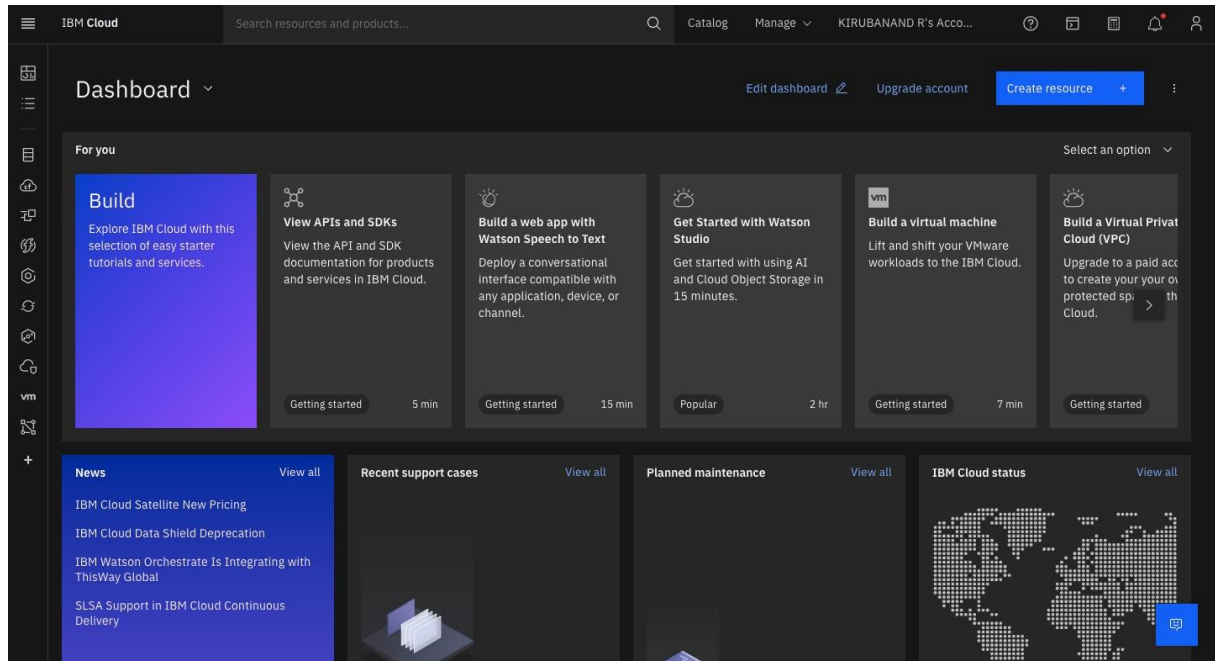 IBM Cloud
Search resources and products...
Catalog
Manage
KIRUBANAND R's Acco...
Dashboard
Edit dashboard
Upgrade account
Create resource +
For you
Select an option
Build
Explore IBM Cloud with this
selection of easy starter
tutorials and services.
View APIs and SDKs
View the API and SDK
documentation for products
and services in IBM Cloud.
Getting started
5 min
Build a web app with
Watson Speech to Text
Deploy a conversational
interface compatible with
any application, device, or
channel.
Getting started
15 min
Get Started with Watson
Studio
Get started with using AI
and Cloud Object Storage in
15 minutes.
Popular
2 hr
vm
Build a virtual machine
Lift and shift your VMware
workloads to the IBM Cloud.
Getting started
7 min
Build a Virtual Privat
Cloud (VPC)
Upgrade to a paid acc
to create your your ov
protected sp th
Cloud.
Getting started
vm
News
View all
IBM Cloud Satellite New Pricing
IBM Cloud Data Shield Deprecation
IBM Watson Orchestrate Is Integrating with
ThisWay Global
SLSA Support in IBM Cloud Continuous
Delivery
Recent support cases
View all
Planned maintenance
View all
IBM Cloud status
View all